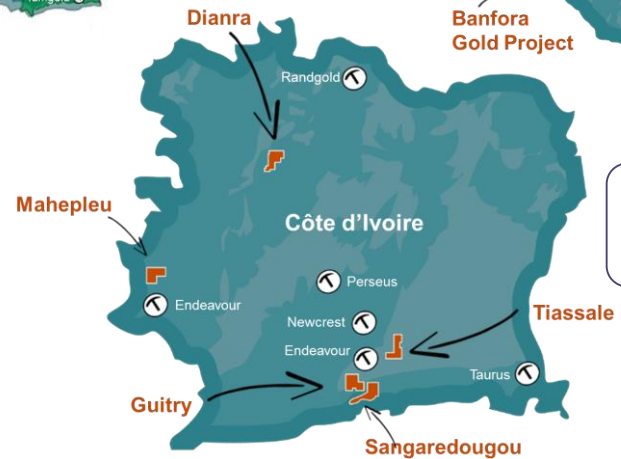 Dianra
Banfora
Gold Project
Randgold
Mahepleu
Côte d'Ivoire
Perseus
Endeavour
Newcrest
Tiassale
Endeavour
Taurus
Guitry
Sangaredougou